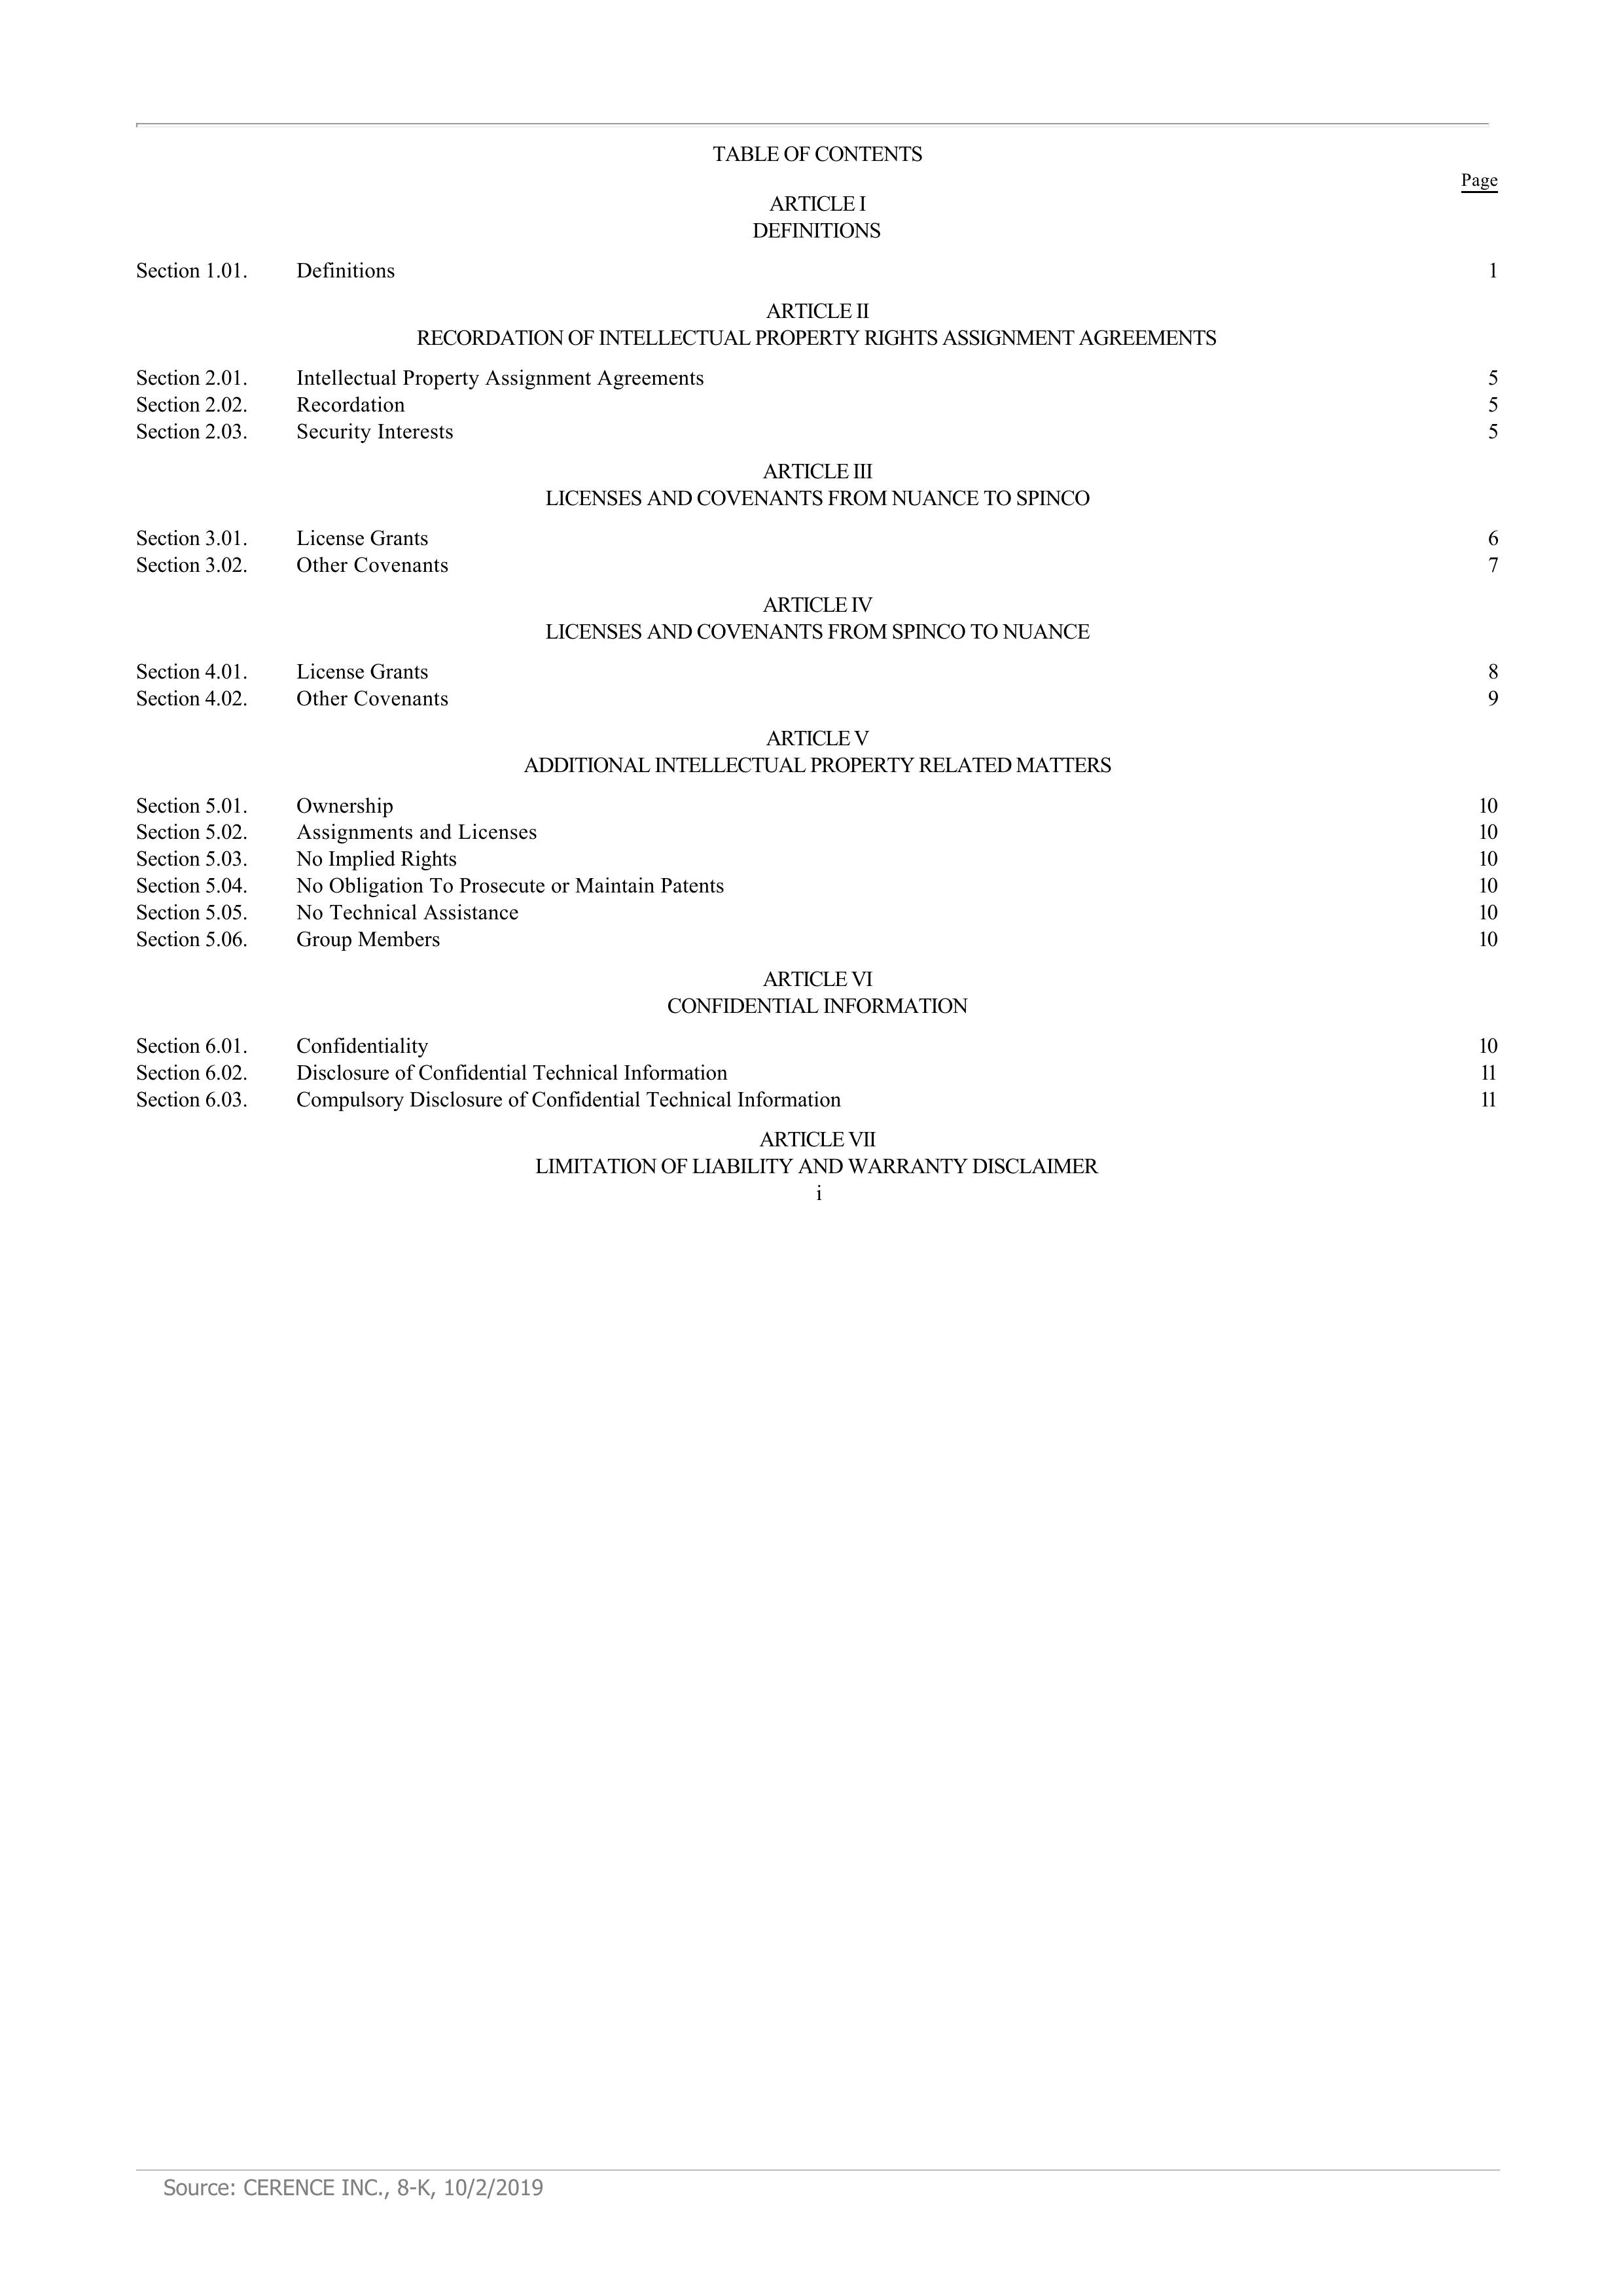 TABLE OF CONTENTS
Page
ARTICLE I
DEFINITIONS
Section 1.01. Definitions 1
ARTICLE II
RECORDATION OF INTELLECTUAL PROPERTY RIGHTS ASSIGNMENT AGREEMENTS
Section 2.01. Intellectual Property Assignment Agreements 5
Section 2.02. Recordation 5
Section 2.03. Security Interests 5
ARTICLE III
LICENSES AND COVENANTS FROM NUANCE TO SPINCO
Section 3.01. License Grants 6
Section 3.02. Other Covenants 7
ARTICLE IV
LICENSES AND COVENANTS FROM SPINCO TO NUANCE
Section 4.01. License Grants 8
Section 4.02. Other Covenants 9
ARTICLE V
ADDITIONAL INTELLECTUAL PROPERTY RELATED MATTERS
Section 5.01. Ownership 10
Section 5.02. Assignments and Licenses 10
Section 5.03. No Implied Rights 10
Section 5.04. No Obligation To Prosecute or Maintain Patents 10
Section 5.05. No Technical Assistance 10
Section 5.06. Group Members 10
ARTICLE VI
CONFIDENTIAL INFORMATION
Section 6.01. Confidentiality 10
Section 6.02. Disclosure of Confidential Technical Information 11
Section 6.03. Compulsory Disclosure of Confidential Technical Information 11
ARTICLE VII
LIMITATION OF LIABILITY AND WARRANTY DISCLAIMER
i
Source: CERENCE INC., 8-K, 10/2/2019